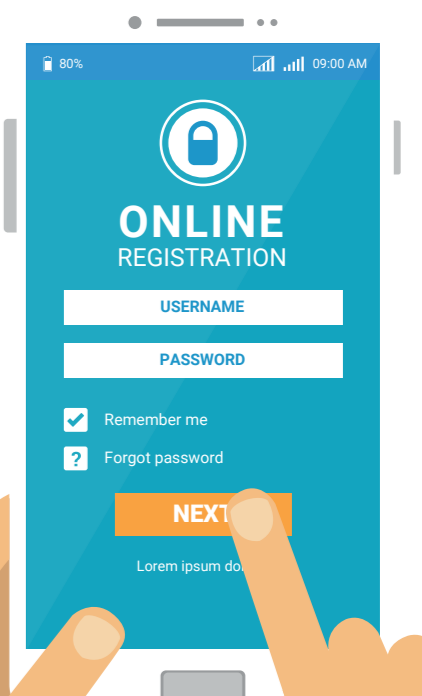 80%
09:00 AM
ONLINE
REGISTRATION
USERNAME
PASSWORD
Remember me
? Forgot password
NEXT
Lorem ipsum